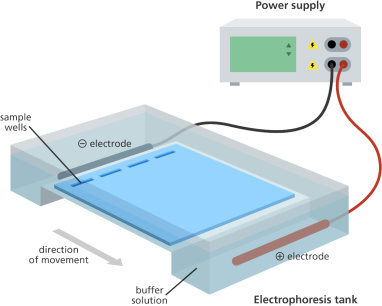 Power supply
sample
wells
⊖ electrode
direction
of movement
⊕ electrode
buffer
solution
Electrophoresis tank